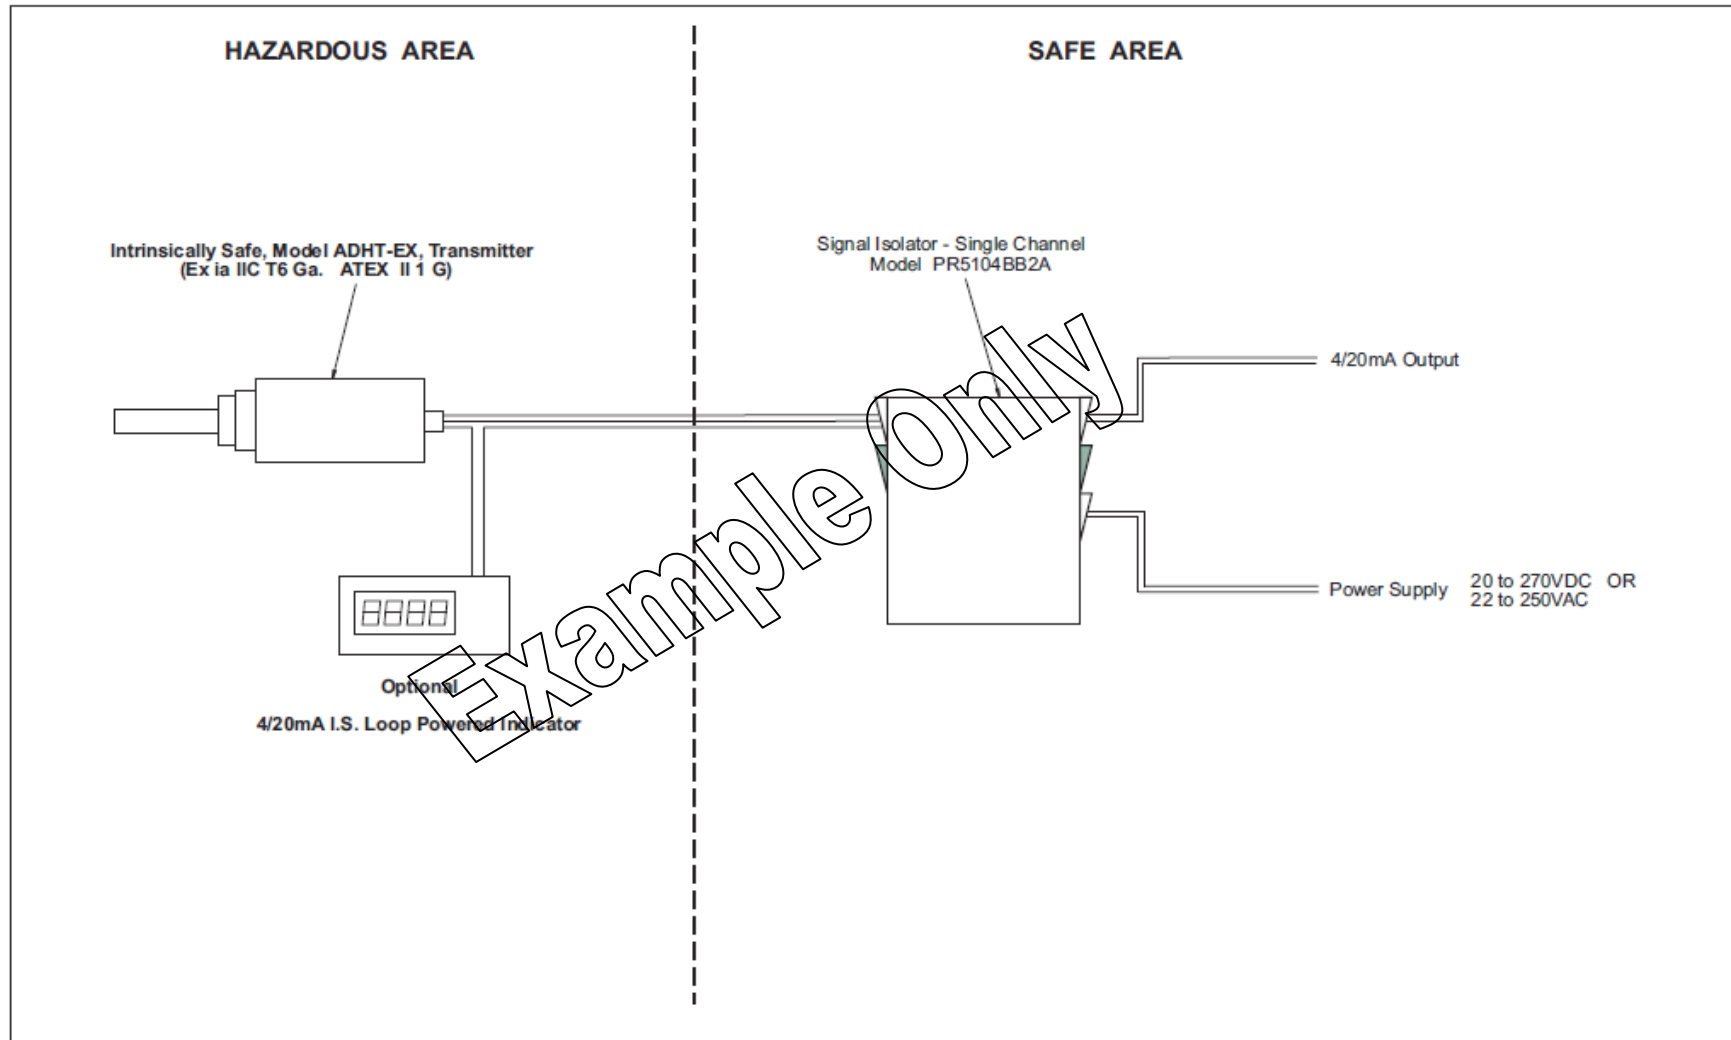 HAZARDOUS AREA
SAFE AREA
Intrinsically Safe, Model ADHT-EX, Transmitter
(Ex ia IIC T6 Ga. ATEX II 1 G)
Signal Isolator - Single Channel
Model PR5104BB2A
4/20mA Output
Power Supply
20 to 270VDC OR
22 to 250VAC
8888
Optional
4/20mA I.S. Loop Powered Indicator
Example Only